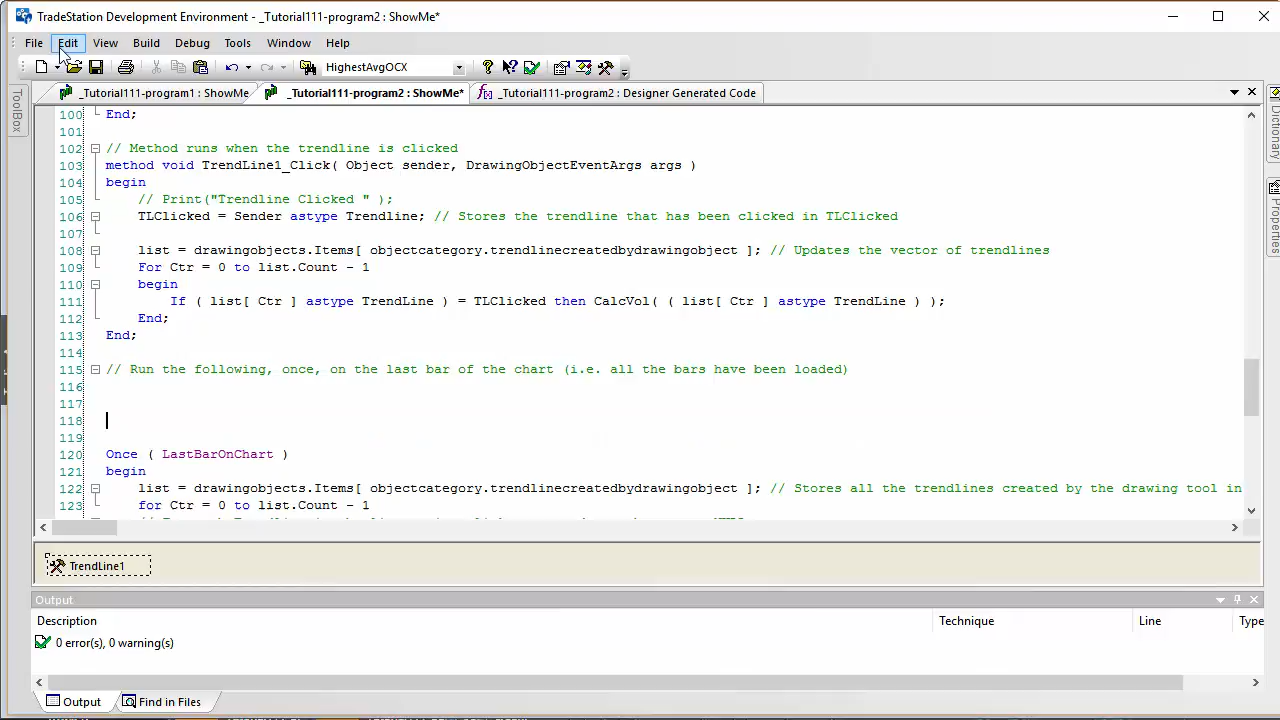 TradeStation Development Environment - _Tutorial111-program2 : ShowMe*
File Edit View Build Debug Tools Window Help
HighestAvgOCX
_Tutorial111-program1 : ShowMe _Tutorial111-program2 : ShowMe* _Tutorial111-program2 : Designer Generated Code
ToolBox
Dictionary
Properties
100 End;
101
102 // Method runs when the trendline is clicked
103 method void TrendLine1_Click( Object sender, DrawingObjectEventArgs args )
104 begin
105 // Print("Trendline Clicked " );
106 TLClicked = Sender astype Trendline; // Stores the trendline that has been clicked in TLClicked
107
108 list = drawingobjects.Items[ objectcategory.trendlinecreatedbydrawingobject ]; // Updates the vector of trendlines
109 For Ctr = 0 to list.Count - 1
110 begin
111 If ( list[ Ctr ] astype TrendLine ) = TLClicked then CalcVol( ( list[ Ctr ] astype TrendLine ) );
112 End;
113 End;
114
115 // Run the following, once, on the last bar of the chart (i.e. all the bars have been loaded)
116
117
118
119
120 Once ( LastBarOnChart )
121 begin
122 list = drawingobjects.Items[ objectcategory.trendlinecreatedbydrawingobject ]; // Stores all the trendlines created by the drawing tool in
123 for Ctr = 0 to list.Count - 1
TrendLine1
Output
Description Technique Line Type
0 error(s), 0 warning(s)
Output Find in Files